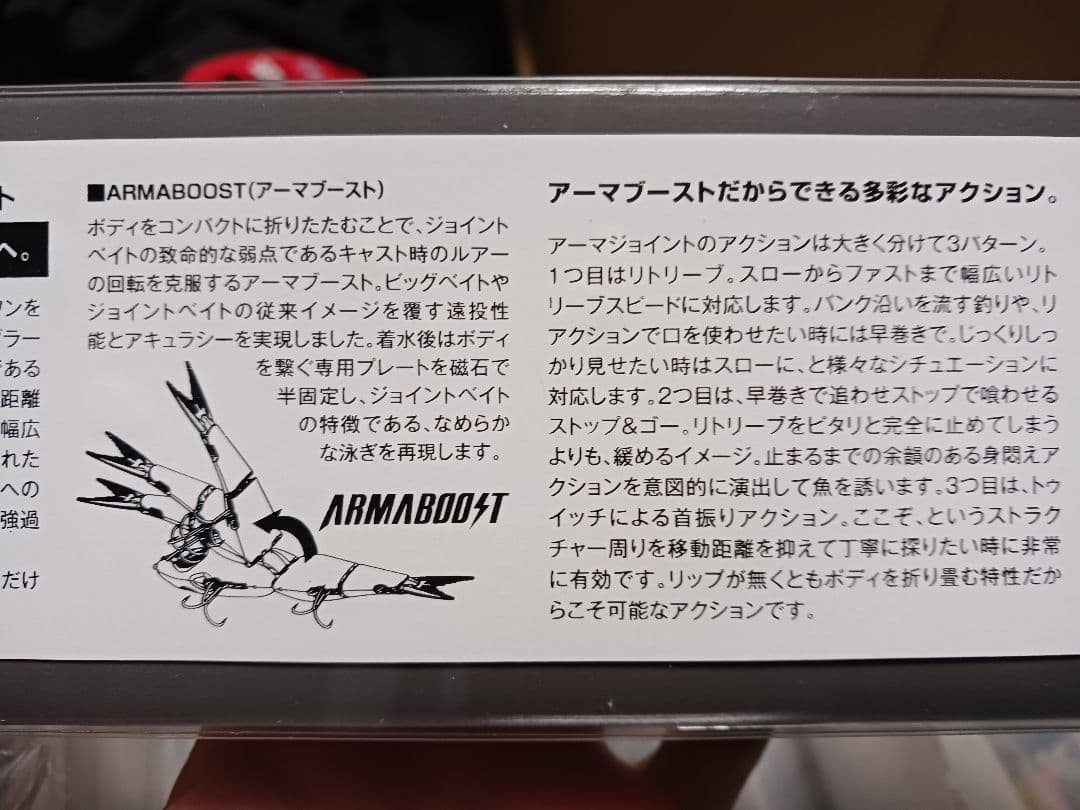 ト
へ。
ワンを
ブラー
である
距離
幅広
れた
への
強過
だけ
■ARMABOOST(アーマブースト)
ボディをコンパクトに折りたたむことで、ジョイント
ベイトの致命的な弱点であるキャスト時のルアー
の回転を克服するアーマブースト。ビッグベイトや
ジョイントベイトの従来イメージを覆す遠投性
能とアキュラシーを実現しました。着水後はボディ
を繋ぐ専用プレートを磁石で
半固定し、ジョイントベイト
の特徴である、なめらか
な泳ぎを再現します。
ARMABOOST
アーマブーストだからできる多彩なアクション。
アーマジョイントのアクションは大きく分けて3パターン。
1つ目はリトリーブ。スローからファストまで幅広いリト
リーブスピードに対応します。バンク沿いを流す釣りや、リ
アクションで口を使わせたい時には早巻きで。じっくりしっ
かり見せたい時はスローに、と様々なシチュエーションに
対応します。2つ目は、早巻きで追わせストップで喰わせる
ストップ&ゴー。リトリーブをピタリと完全に止めてしまう
よりも、緩めるイメージ。止まるまでの余韻のある身悶えア
クションを意図的に演出して魚を誘います。3つ目は、トゥ
イッチによる首振りアクション。ここぞ、というストラク
チャー周りを移動距離を抑えて丁寧に探りたい時に非常
に有効です。リップが無くともボディを折り畳む特性だか
らこそ可能なアクションです。